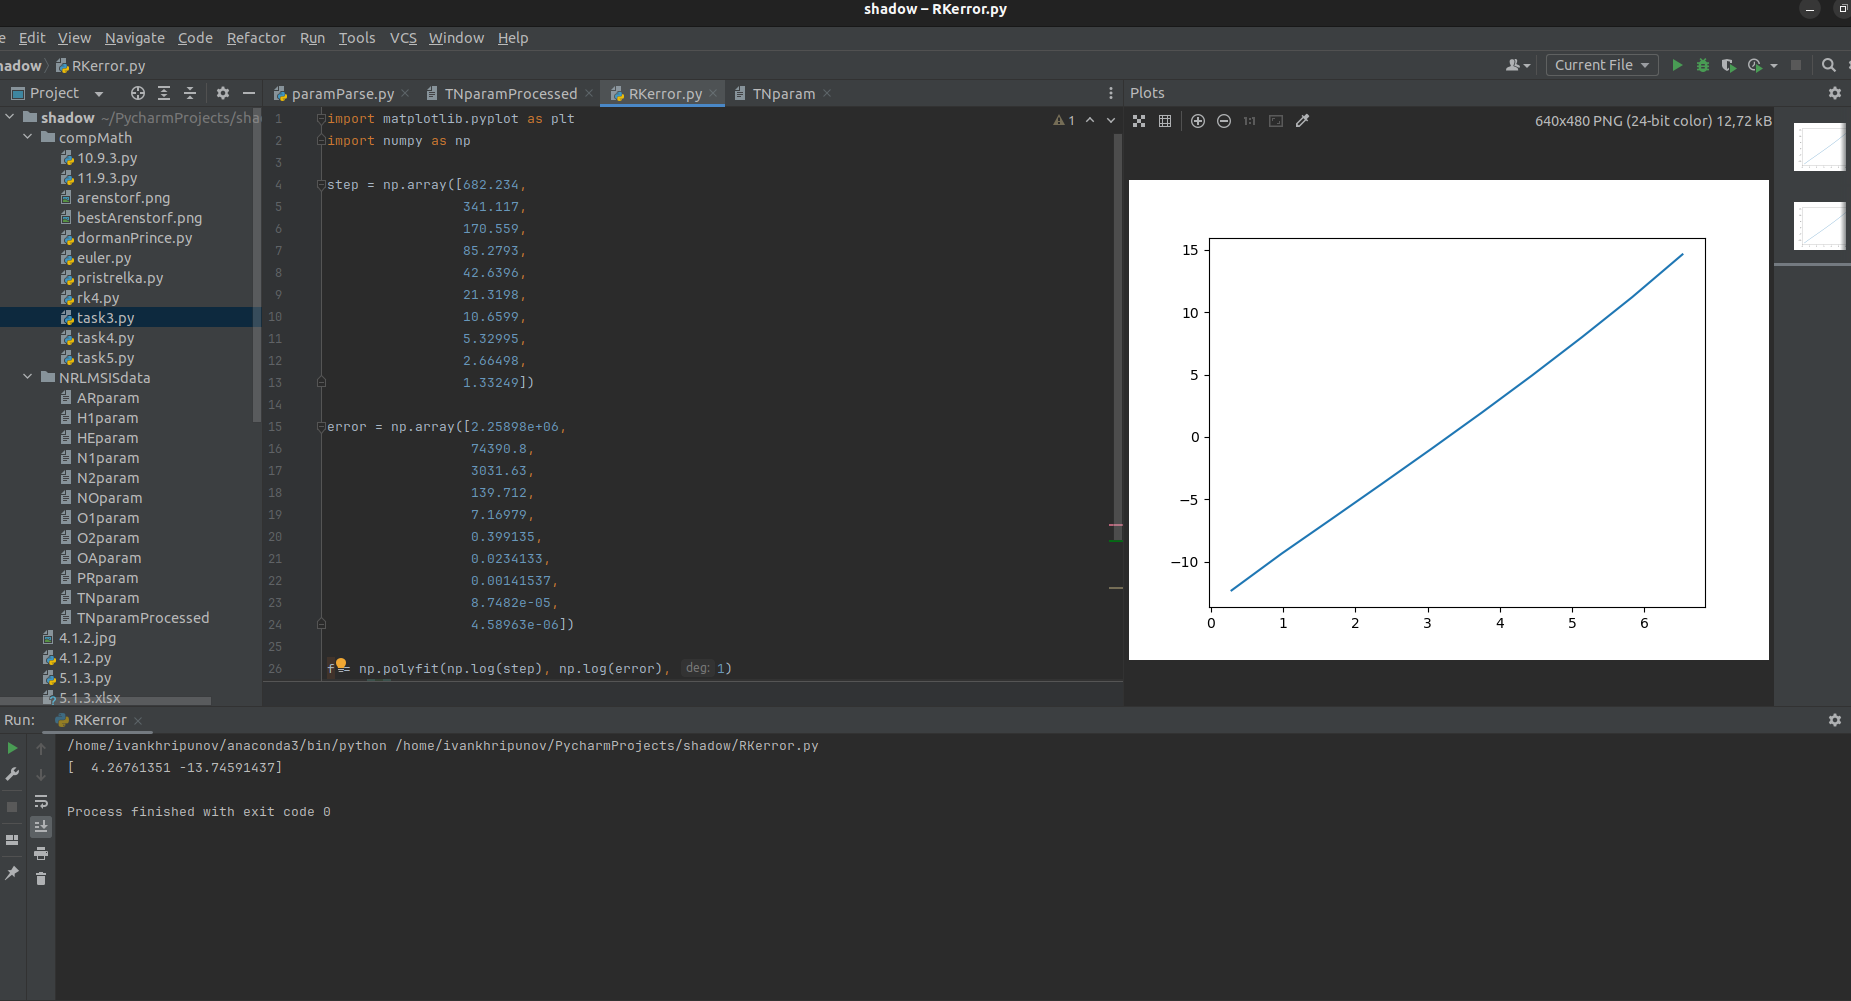 shadow – RKerror.py
e Edit View Navigate Code Refactor Run Tools VCS Window Help
adow RKerror.py
Current File
Project
paramParse.py TNparamProcessed RKerror.py TNparam
Plots
shadow ~/PycharmProjects/sha
compMath
10.9.3.py
11.9.3.py
arenstorf.png
bestArenstorf.png
dormanPrince.py
euler.py
pristrelka.py
rk4.py
task3.py
task4.py
task5.py
NRLMSISdata
ARparam
H1param
HEparam
N1param
N2param
NOparam
O1param
O2param
OAparam
PRparam
TNparam
TNparamProcessed
4.1.2.jpg
4.1.2.py
5.1.3.py
5.1.3.xlsx
1 import matplotlib.pyplot as plt
2 import numpy as np
3
4 step = np.array([682.234,
5 341.117,
6 170.559,
7 85.2793,
8 42.6396,
9 21.3198,
10 10.6599,
11 5.32995,
12 2.66498,
13 1.33249])
14
15 error = np.array([2.25898e+06,
16 74390.8,
17 3031.63,
18 139.712,
19 7.16979,
20 0.399135,
21 0.0234133,
22 0.00141537,
23 8.7482e-05,
24 4.58963e-06])
25
26 f = np.polyfit(np.log(step), np.log(error), deg: 1)
1
1:1
640x480 PNG (24-bit color) 12,72 kB
15
10
5
0
−5
−10
0 1 2 3 4 5 6
Run: RKerror
/home/ivankhripunov/anaconda3/bin/python /home/ivankhripunov/PycharmProjects/shadow/RKerror.py
[  4.26761351 -13.74591437]
Process finished with exit code 0